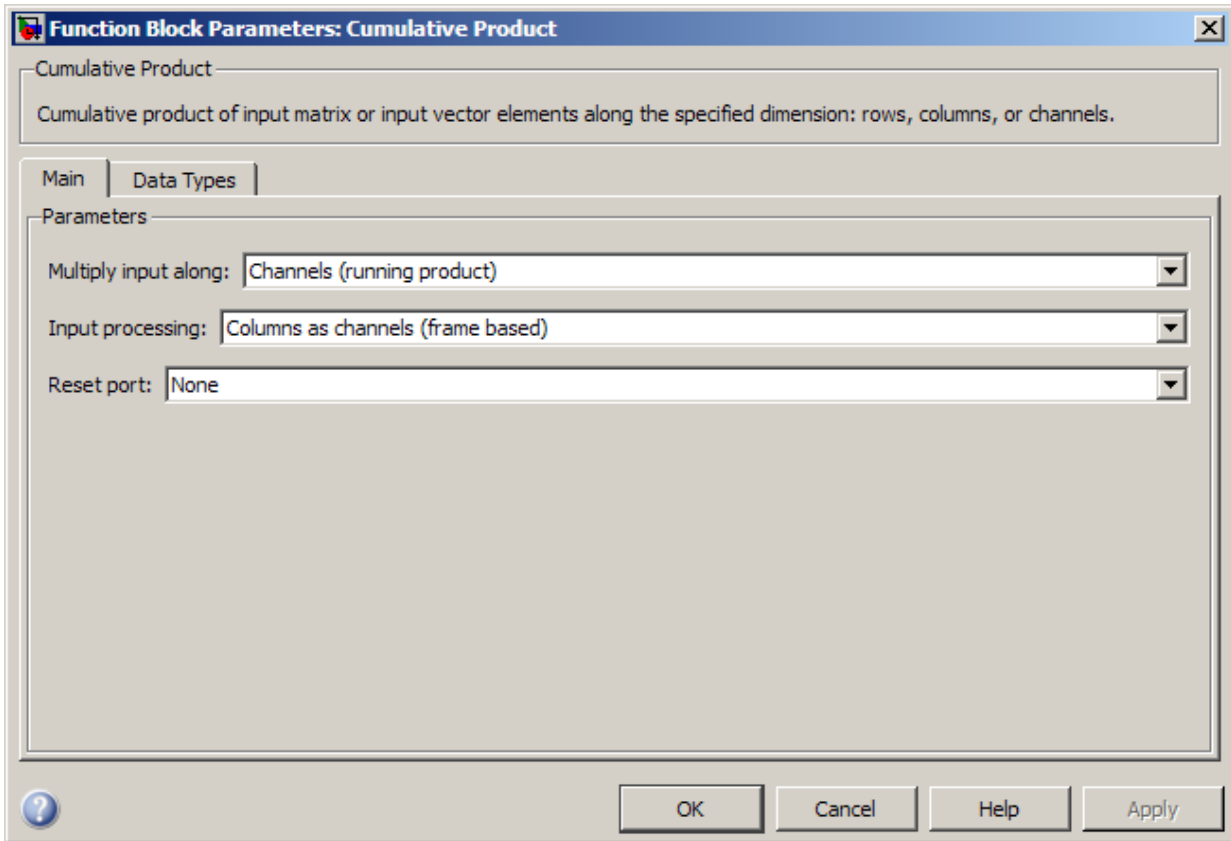 Function Block Parameters: Cumulative Product
Cumulative Product
Cumulative product of input matrix or input vector elements along the specified dimension: rows, columns, or channels.
Main Data Types
Parameters
Multiply input along: Channels (running product)
Input processing: Columns as channels (frame based)
Reset port: None
? OK Cancel Help Apply